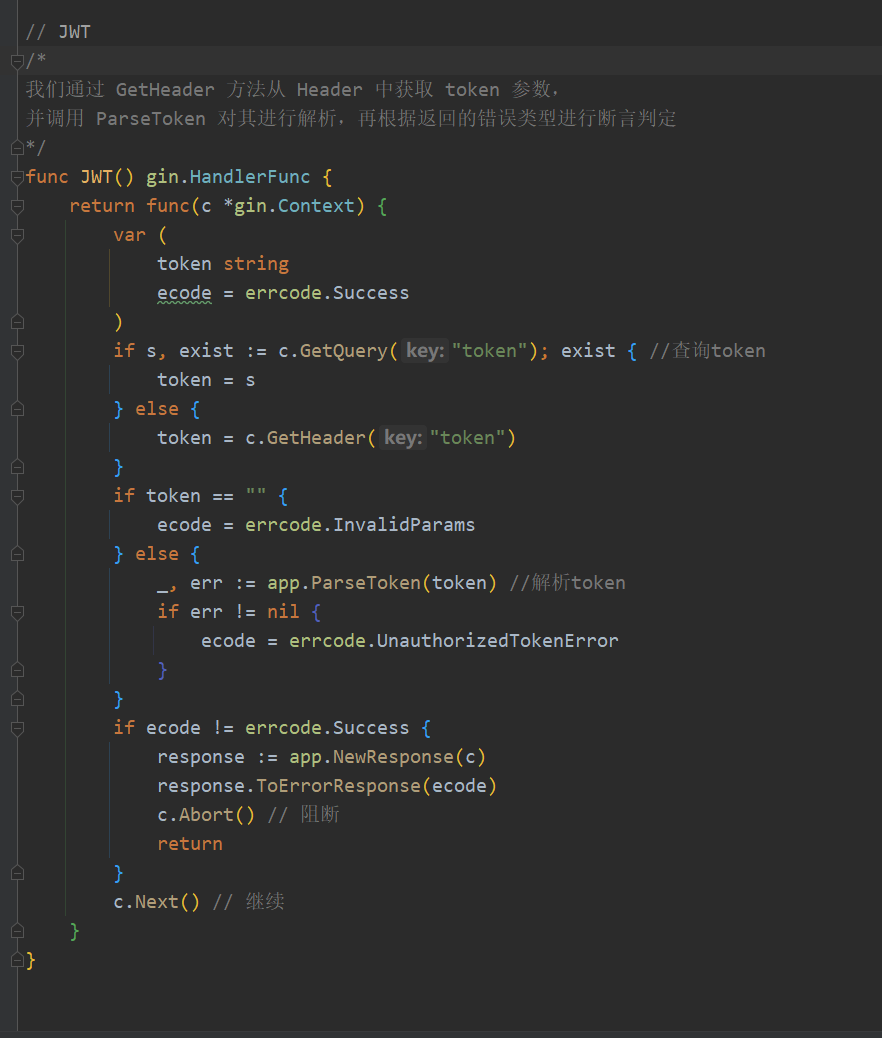 // JWT
/*
我们通过 GetHeader 方法从 Header 中获取 token 参数，
并调用 ParseToken 对其进行解析，再根据返回的错误类型进行断言判定
*/
func JWT() gin.HandlerFunc {
    return func(c *gin.Context) {
        var (
            token string
            ecode = errcode.Success
        )
        if s, exist := c.GetQuery( key: "token"); exist { //查询token
            token = s
        } else {
            token = c.GetHeader( key: "token")
        }
        if token == "" {
            ecode = errcode.InvalidParams
        } else {
            _, err := app.ParseToken(token) //解析token
            if err != nil {
                ecode = errcode.UnauthorizedTokenError
            }
        }
        if ecode != errcode.Success {
            response := app.NewResponse(c)
            response.ToErrorResponse(ecode)
            c.Abort() // 阻断
            return
        }
        c.Next() // 继续
    }
}